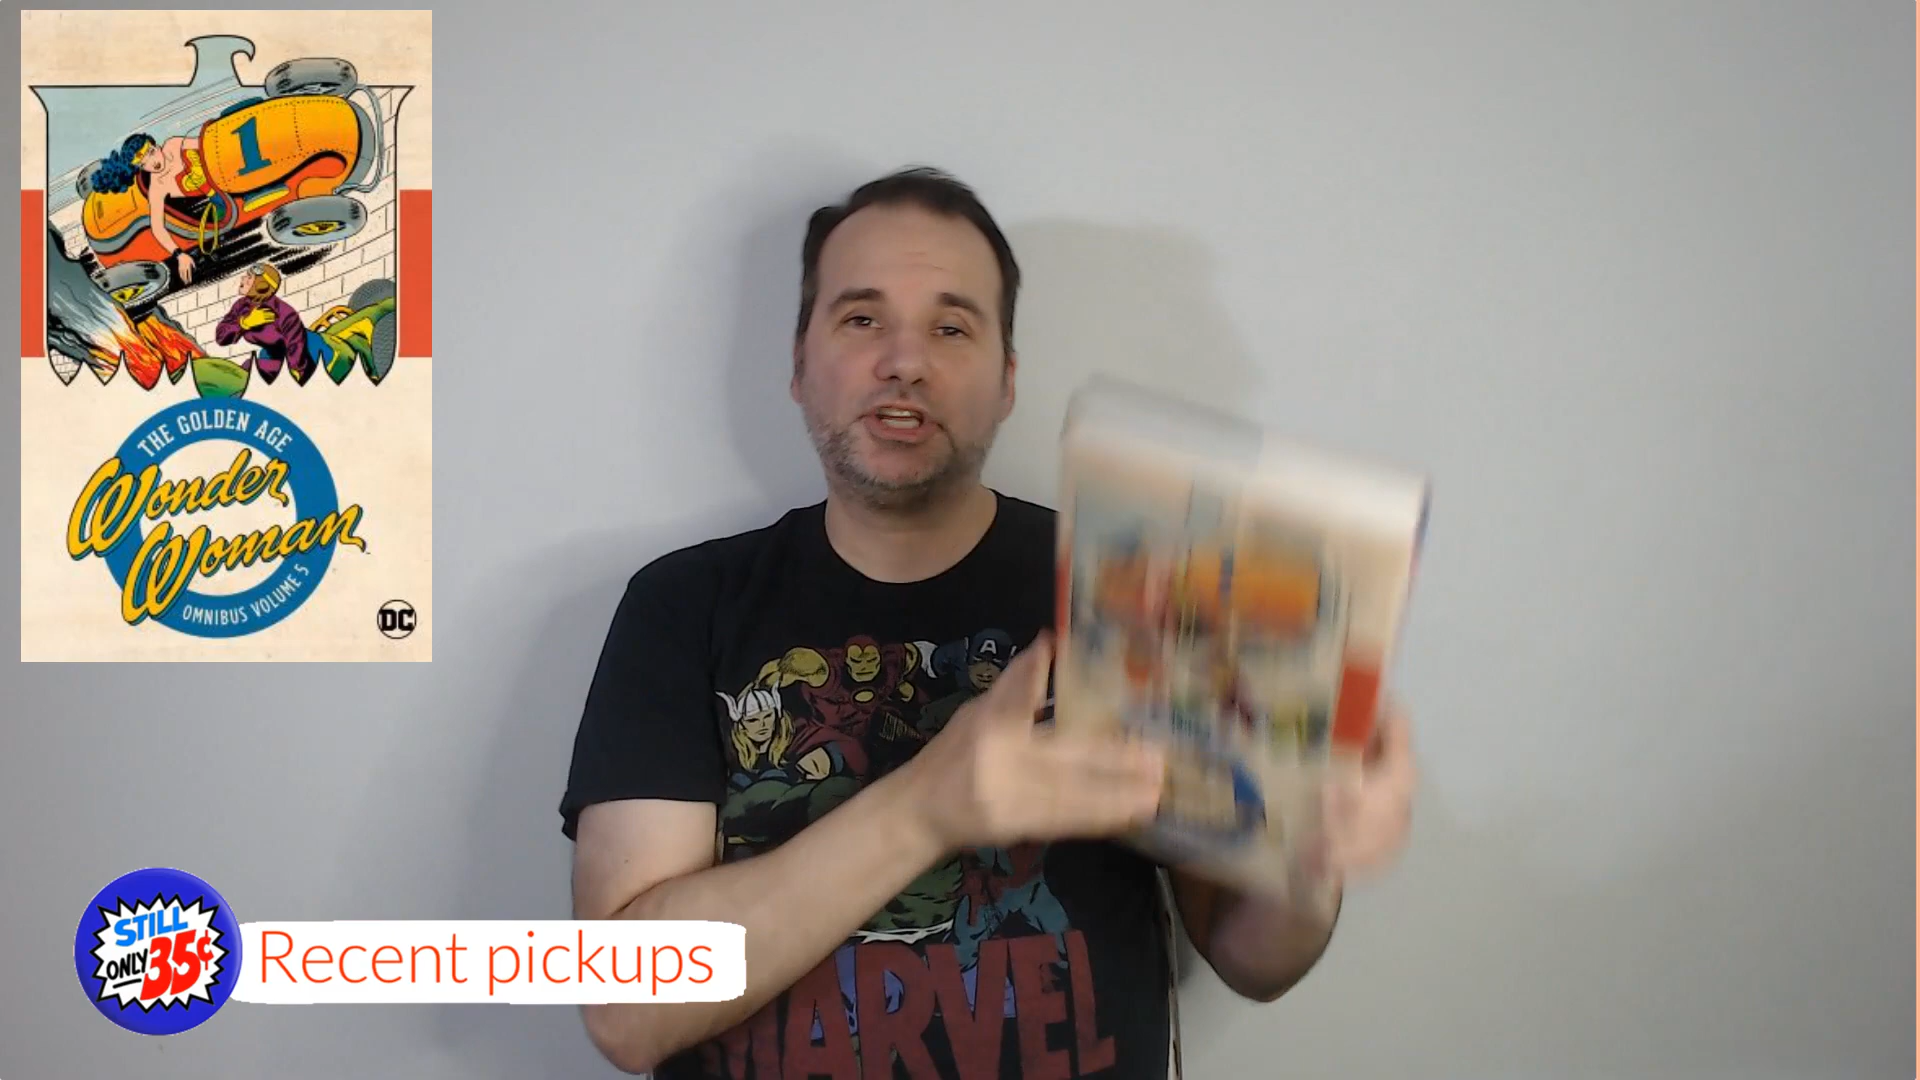 1
THE GOLDEN AGE
Wonder
Woman
OMNIBUS VOLUME 5
DC
A
STILL
ONLY 35¢
Recent pickups
MARVEL